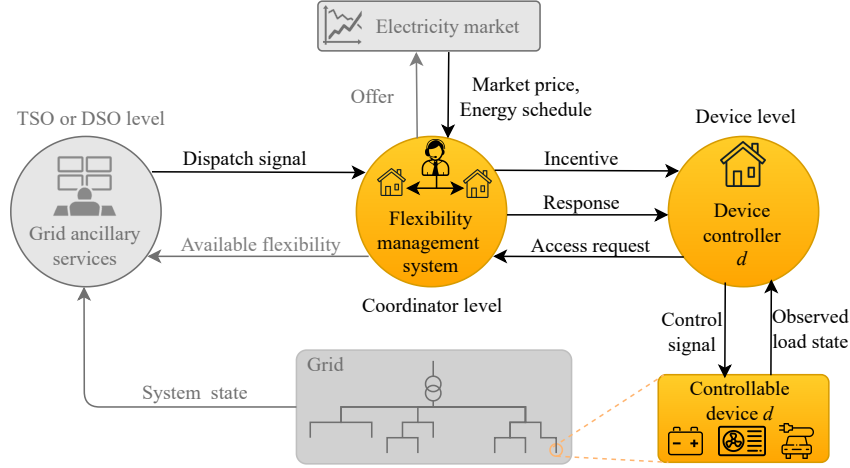 Electricity market
Offer
Market price,
Energy schedule
TSO or DSO level
Device level
Dispatch signal
Incentive
Grid ancillary
services
Flexibility
management
system
Response
Device
controller
d
Available flexibility
Access request
Coordinator level
Control
signal
Observed
load state
System state
Grid
Controllable
device d